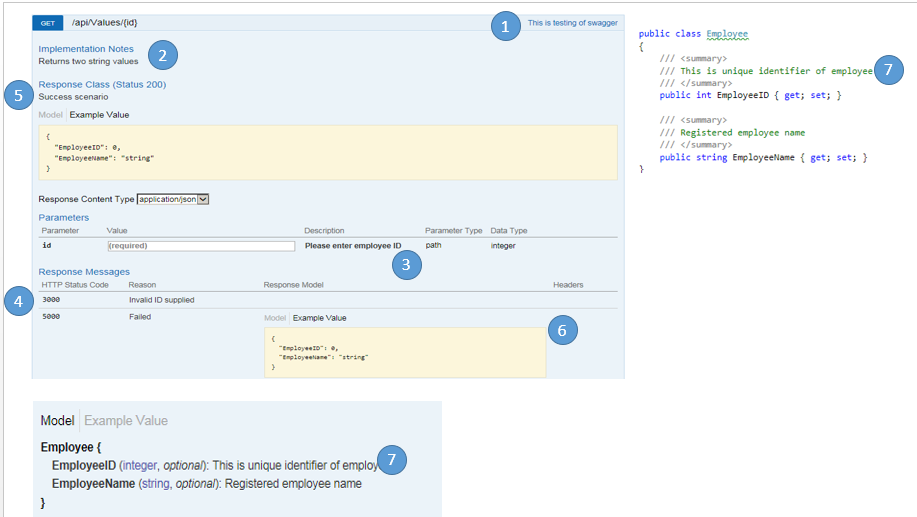 GET /api/Values/{id} 1 This is testing of swagger
Implementation Notes 2
Returns two string values
5 Response Class (Status 200)
Success scenario
Model Example Value
{
"EmployeeID": 0,
"EmployeeName": "string"
}
Response Content Type application/json
Parameters
Parameter Value Description Parameter Type Data Type
id (required) Please enter employee ID path integer
3
Response Messages
4 HTTP Status Code Reason Response Model Headers
3000 Invalid ID supplied
5000 Failed Model Example Value
6
{
"EmployeeID": 0,
"EmployeeName": "string"
}
public class Employee
{
/// <summary>
/// This is unique identifier of employee 7
/// </summary>
public int EmployeeID { get; set; }
/// <summary>
/// Registered employee name
/// </summary>
public string EmployeeName { get; set; }
}
Model Example Value
Employee {
EmployeeID (integer, optional): This is unique identifier of employ 7
EmployeeName (string, optional): Registered employee name
}